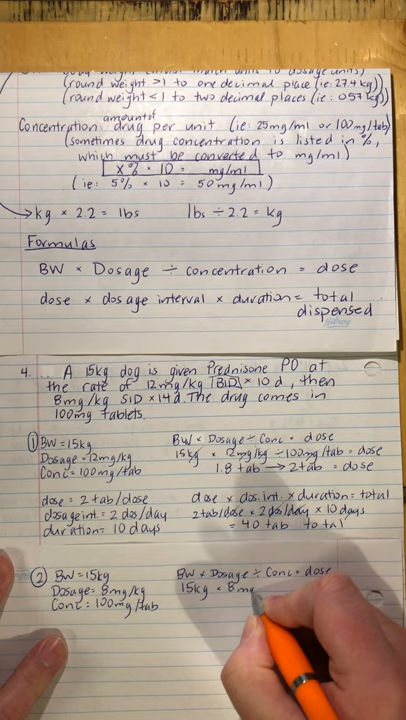 body weight
to dosage units)
(round weight >1 to one decimal place (ie: 27.4 kg))
(round weight <1 to two decimal places (ie: 0.57 kg))
Concentration: amount of drug per unit (ie: 25mg/ml or 100mg/tab)
(sometimes drug concentration is listed in %,
which must be converted to mg/ml)
X% × 10 = mg/ml
(ie: 5% × 10 = 50mg/ml)
kg × 2.2 = lbs lbs ÷ 2.2 = kg
Formulas
BW × Dosage ÷ concentration = dose
dose × dosage interval × duration = total
dispensed
Hilroy
4. A 15kg dog is given Prednisone PO at
the rate of 12mg/kg BID × 10 d, then
8mg/kg SID × 14 d. The drug comes in
100mg tablets.
① BW = 15kg BW × Dosage ÷ Conc = dose
Dosage = 12mg/kg 15kg × 12mg/kg ÷ 100mg/tab = dose
Conc = 100mg/tab 1.8 tab → 2 tab = dose
dose = 2 tab/dose dose × dos.int. × duration = total
dosage int. = 2 dos/day 2tab/dose × 2 dos/day × 10 days
duration = 10 days = 40 tab total
② BW = 15kg BW × Dosage ÷ Conc = dose
Dosage = 8mg/kg 15kg × 8mg
Conc = 100mg/tab